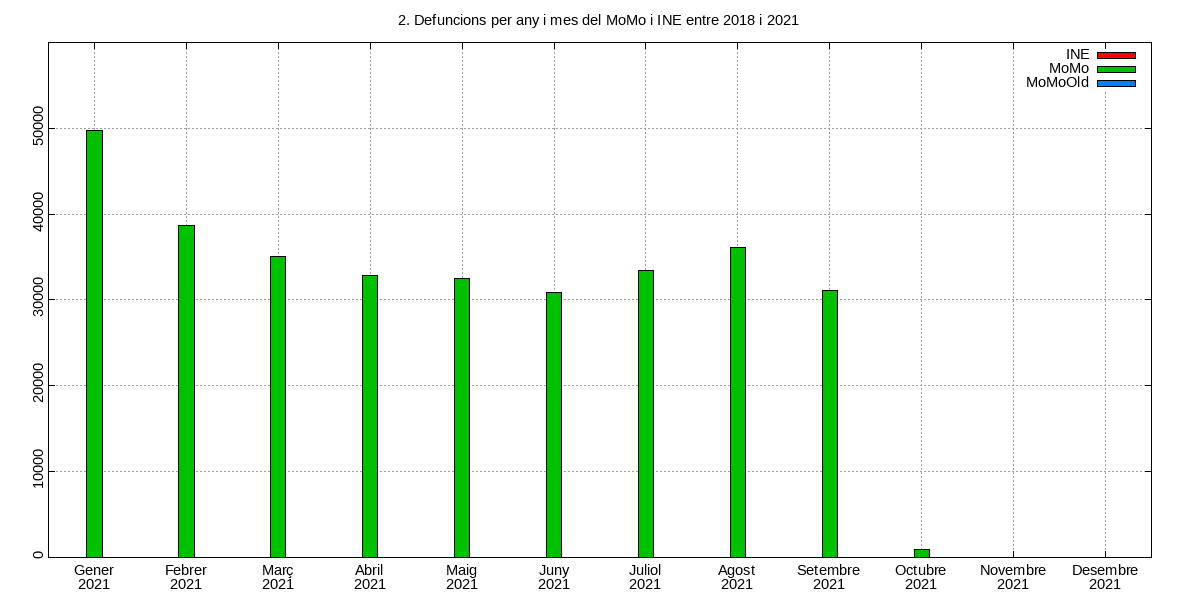 2. Defuncions per any i mes del MoMo i INE entre 2018 i 2021
INE
MoMo
MoMoOld
50000
40000
30000
20000
10000
0
Gener Febrer Març Abril Maig Juny Juliol Agost Setembre Octubre Novembre Desembre
2021 2021 2021 2021 2021 2021 2021 2021 2021 2021 2021 2021